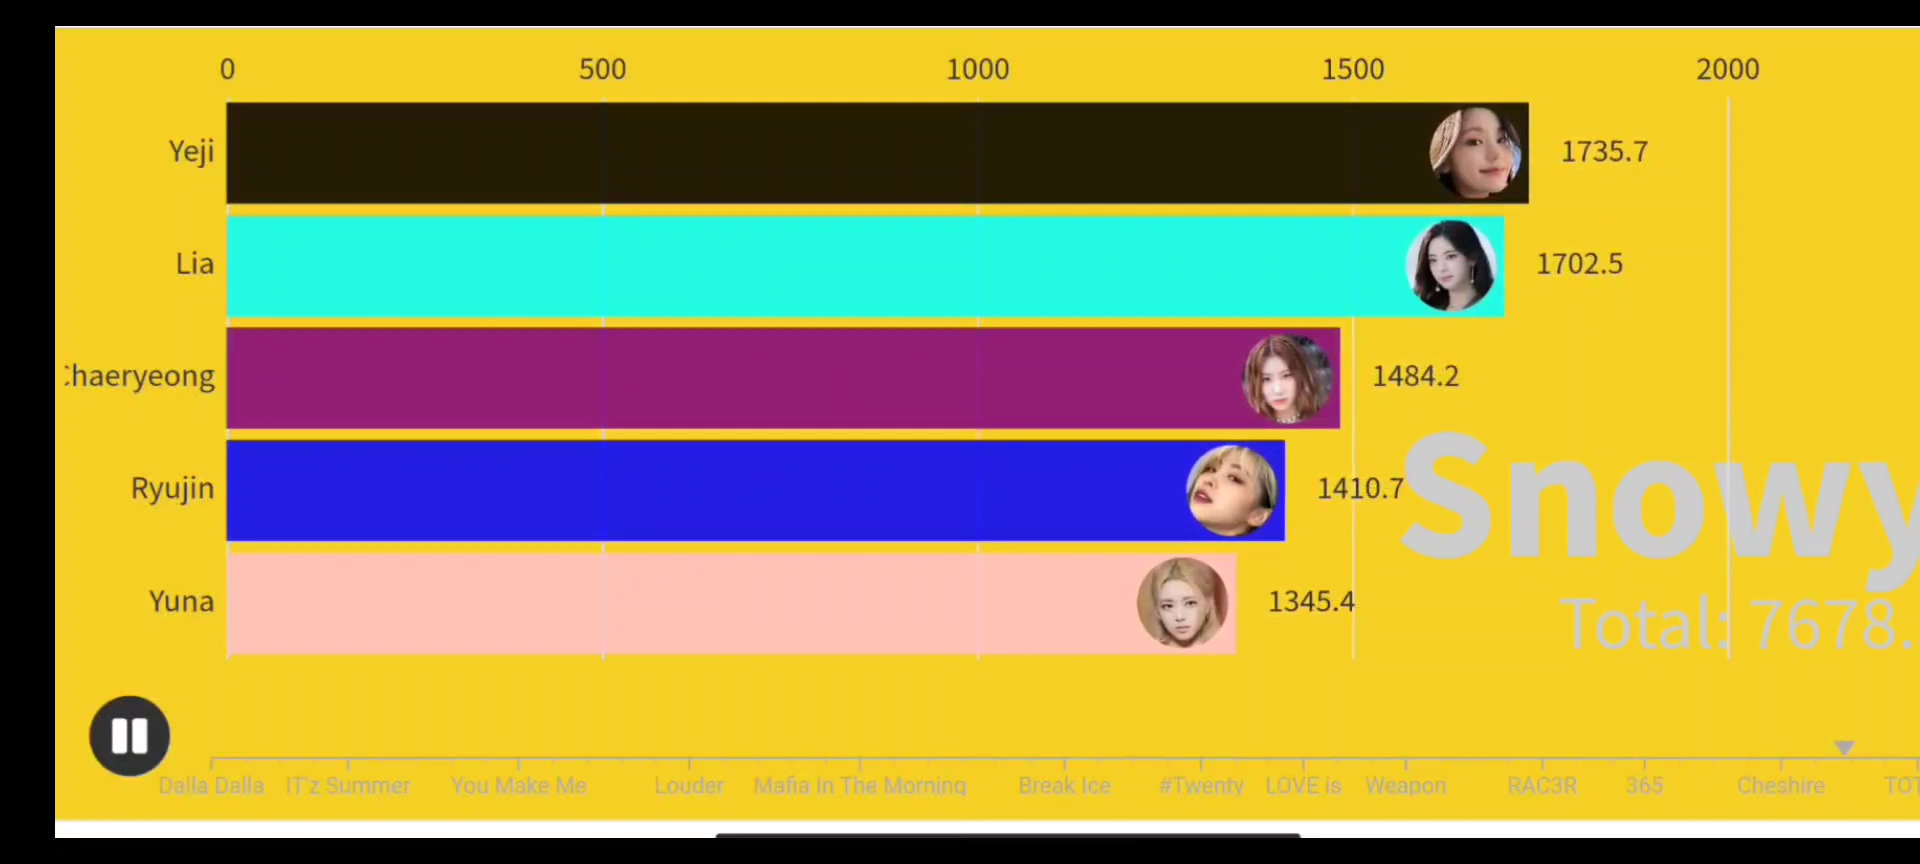 0 500 1000 1500 2000
Yeji 1735.7
Lia 1702.5
Chaeryeong 1484.2
Ryujin 1410.7
Yuna 1345.4
Snowy
Total: 7678.
Dalla Dalla IT'z Summer You Make Me Louder Mafia In The Morning Break Ice #Twenty LOVE is Weapon RAC3R 365 Cheshire TOT